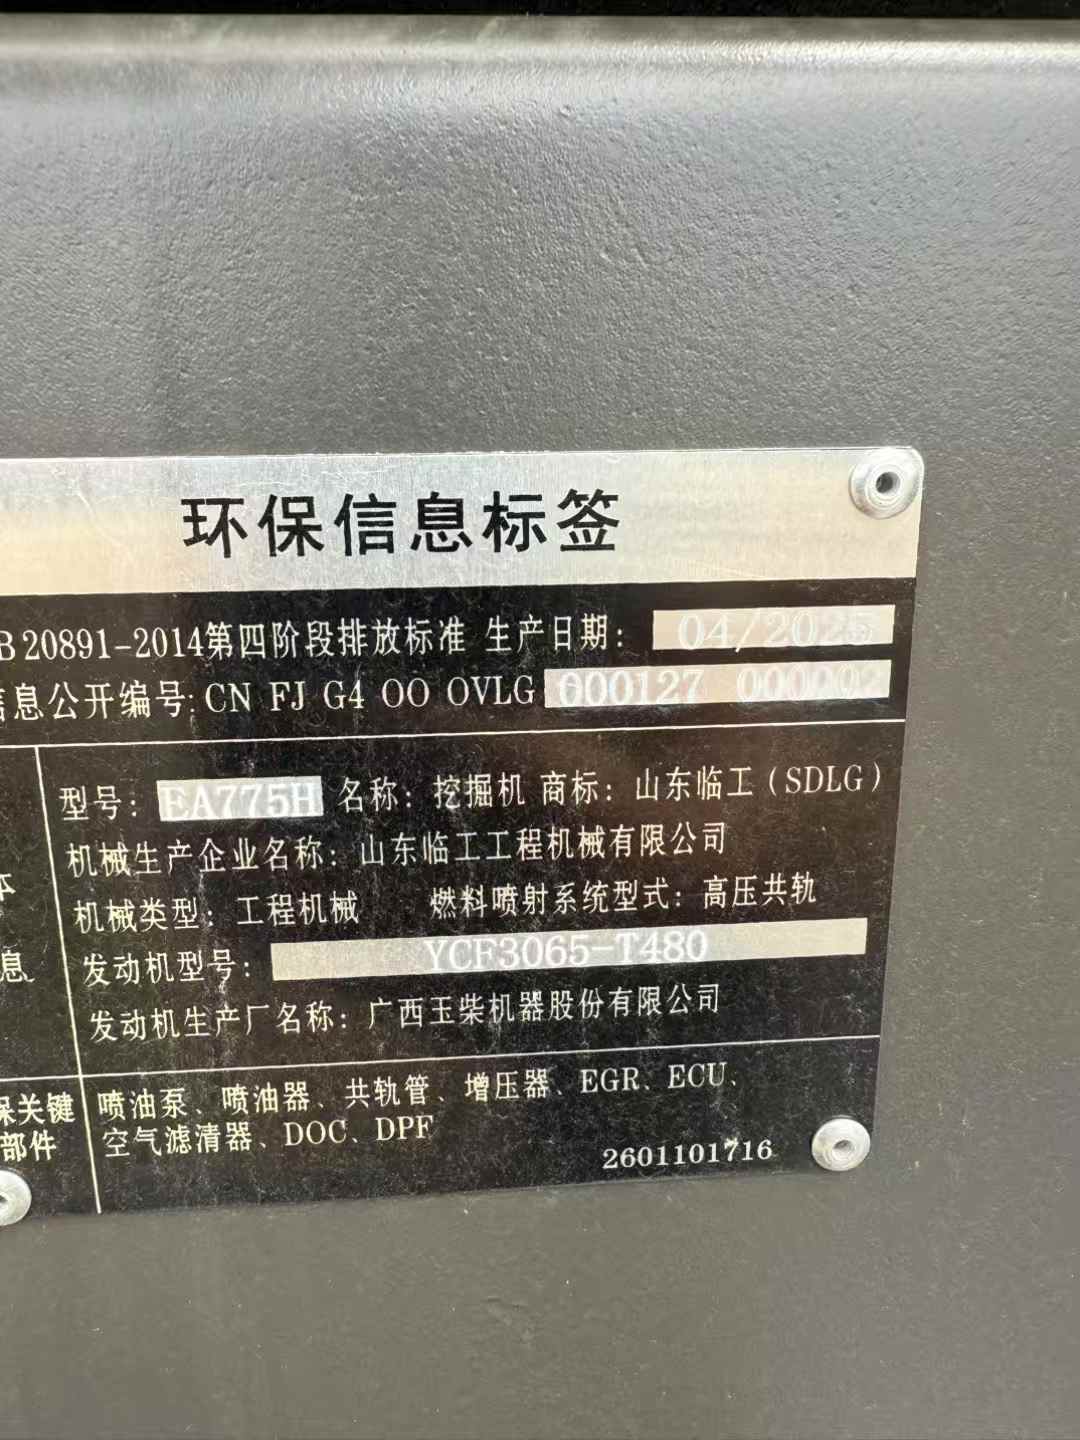 环保信息标签
B 20891-2014第四阶段排放标准 生产日期: 04/2025
信息公开编号: CN FJ G4 OO OVLG 000127 000002
型号: EA775H 名称: 挖掘机 商标: 山东临工(SDLG)
机械生产企业名称: 山东临工工程机械有限公司
机械类型: 工程机械 燃料喷射系统型式: 高压共轨
发动机型号: YCF3065-T480
发动机生产厂名称: 广西玉柴机器股份有限公司
保关键
部件
喷油泵、喷油器、共轨管、增压器、EGR、ECU、
空气滤清器、DOC、DPF
2601101716